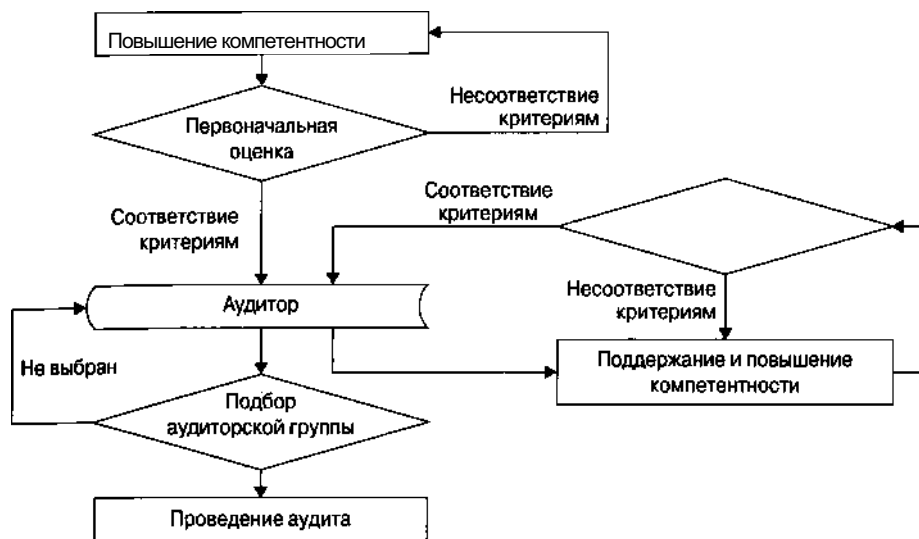 Повышение компетентности
Несоответствие
критериям
Первоначальная
оценка
Соответствие
критериям
Соответствие
критериям
Аудитор
Несоответствие
критериям
Не выбран
Поддержание и повышение
компетентности
Подбор
аудиторской группы
Проведение аудита